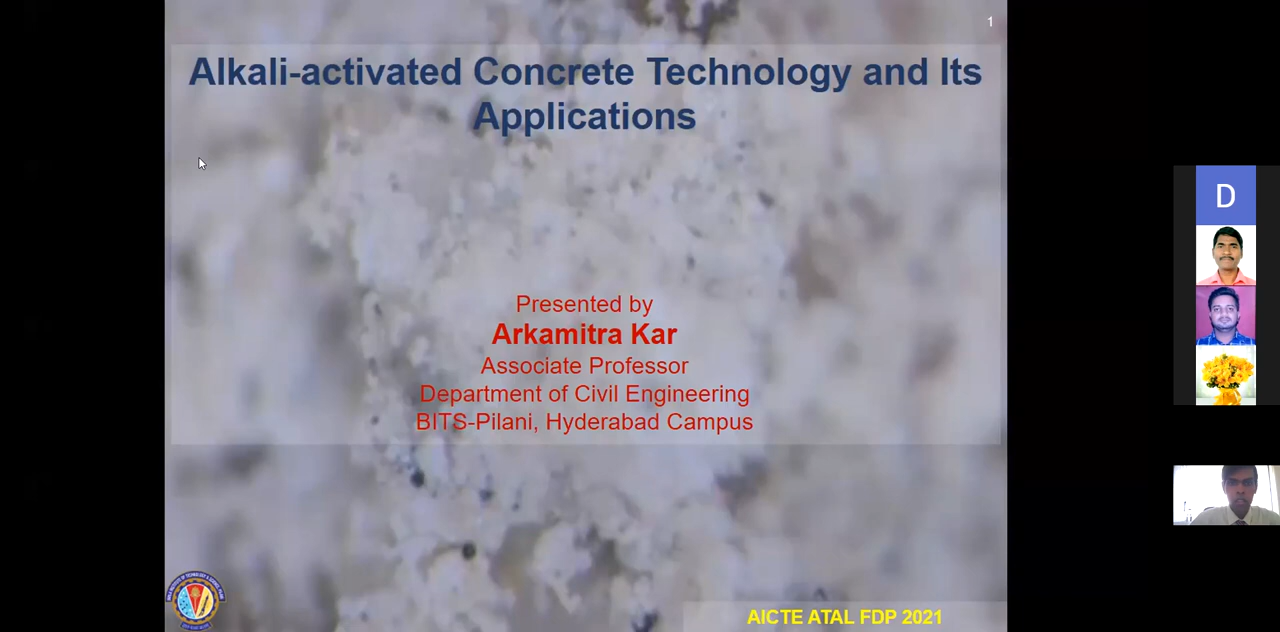 1
Alkali-activated Concrete Technology and Its
Applications
D
Presented by
Arkamitra Kar
Associate Professor
Department of Civil Engineering
BITS-Pilani, Hyderabad Campus
AICTE ATAL FDP 2021